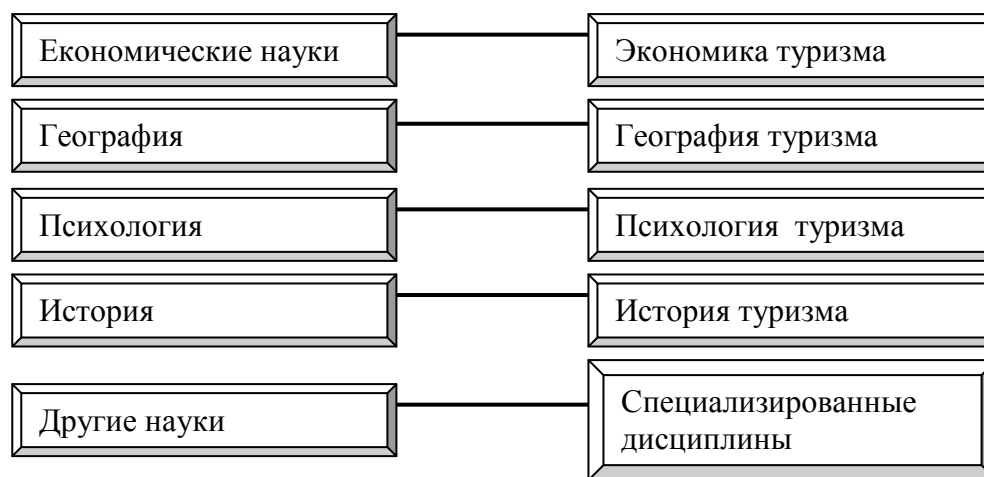 Економические науки
Экономика туризма
География
География туризма
Психология
Психология туризма
История
История туризма
Другие науки
Специализированные
дисциплины